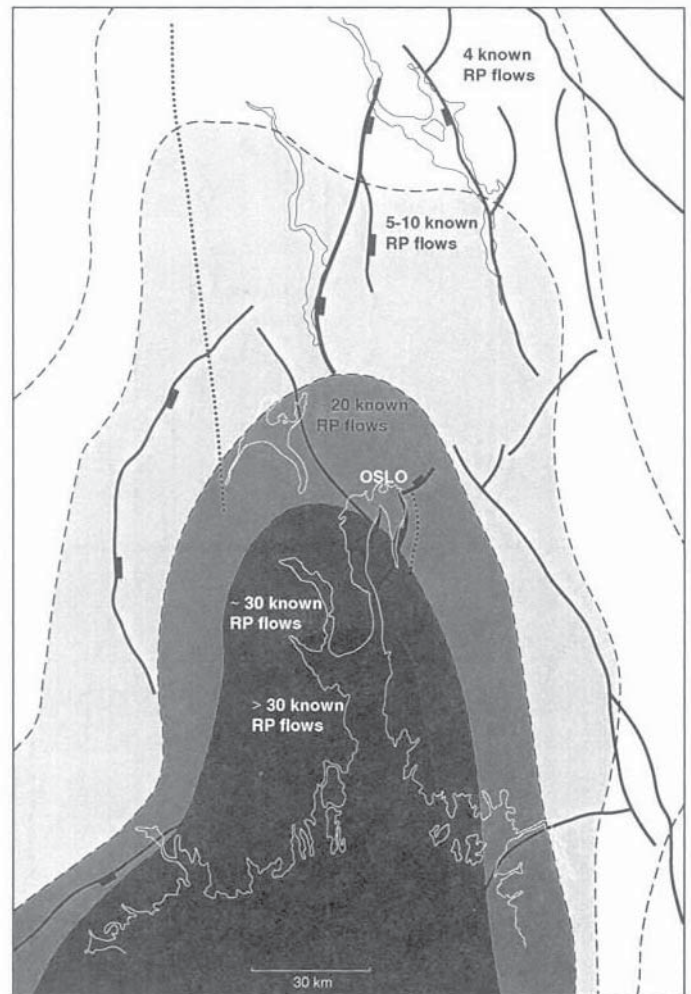 4 known
RP flows
5-10 known
RP flows
20 known
RP flows
OSLO
~ 30 known
RP flows
> 30 known
RP flows
30 km